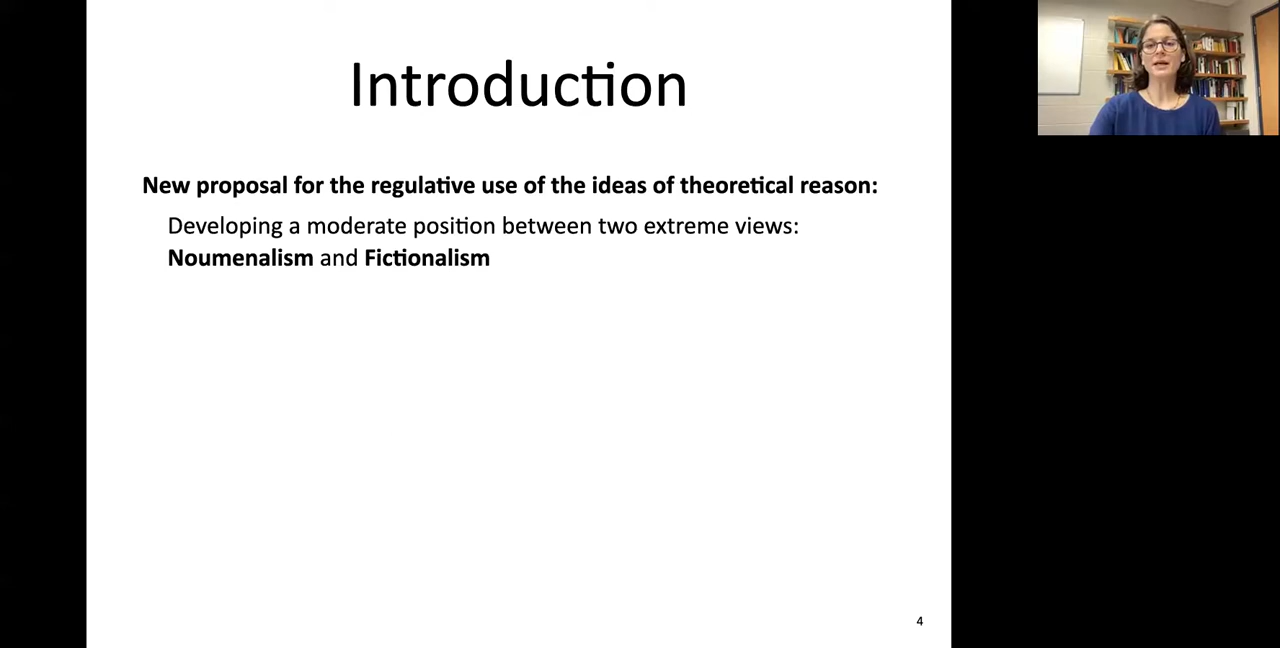 Introduction
New proposal for the regulative use of the ideas of theoretical reason:
Developing a moderate position between two extreme views:
Noumenalism and Fictionalism
4